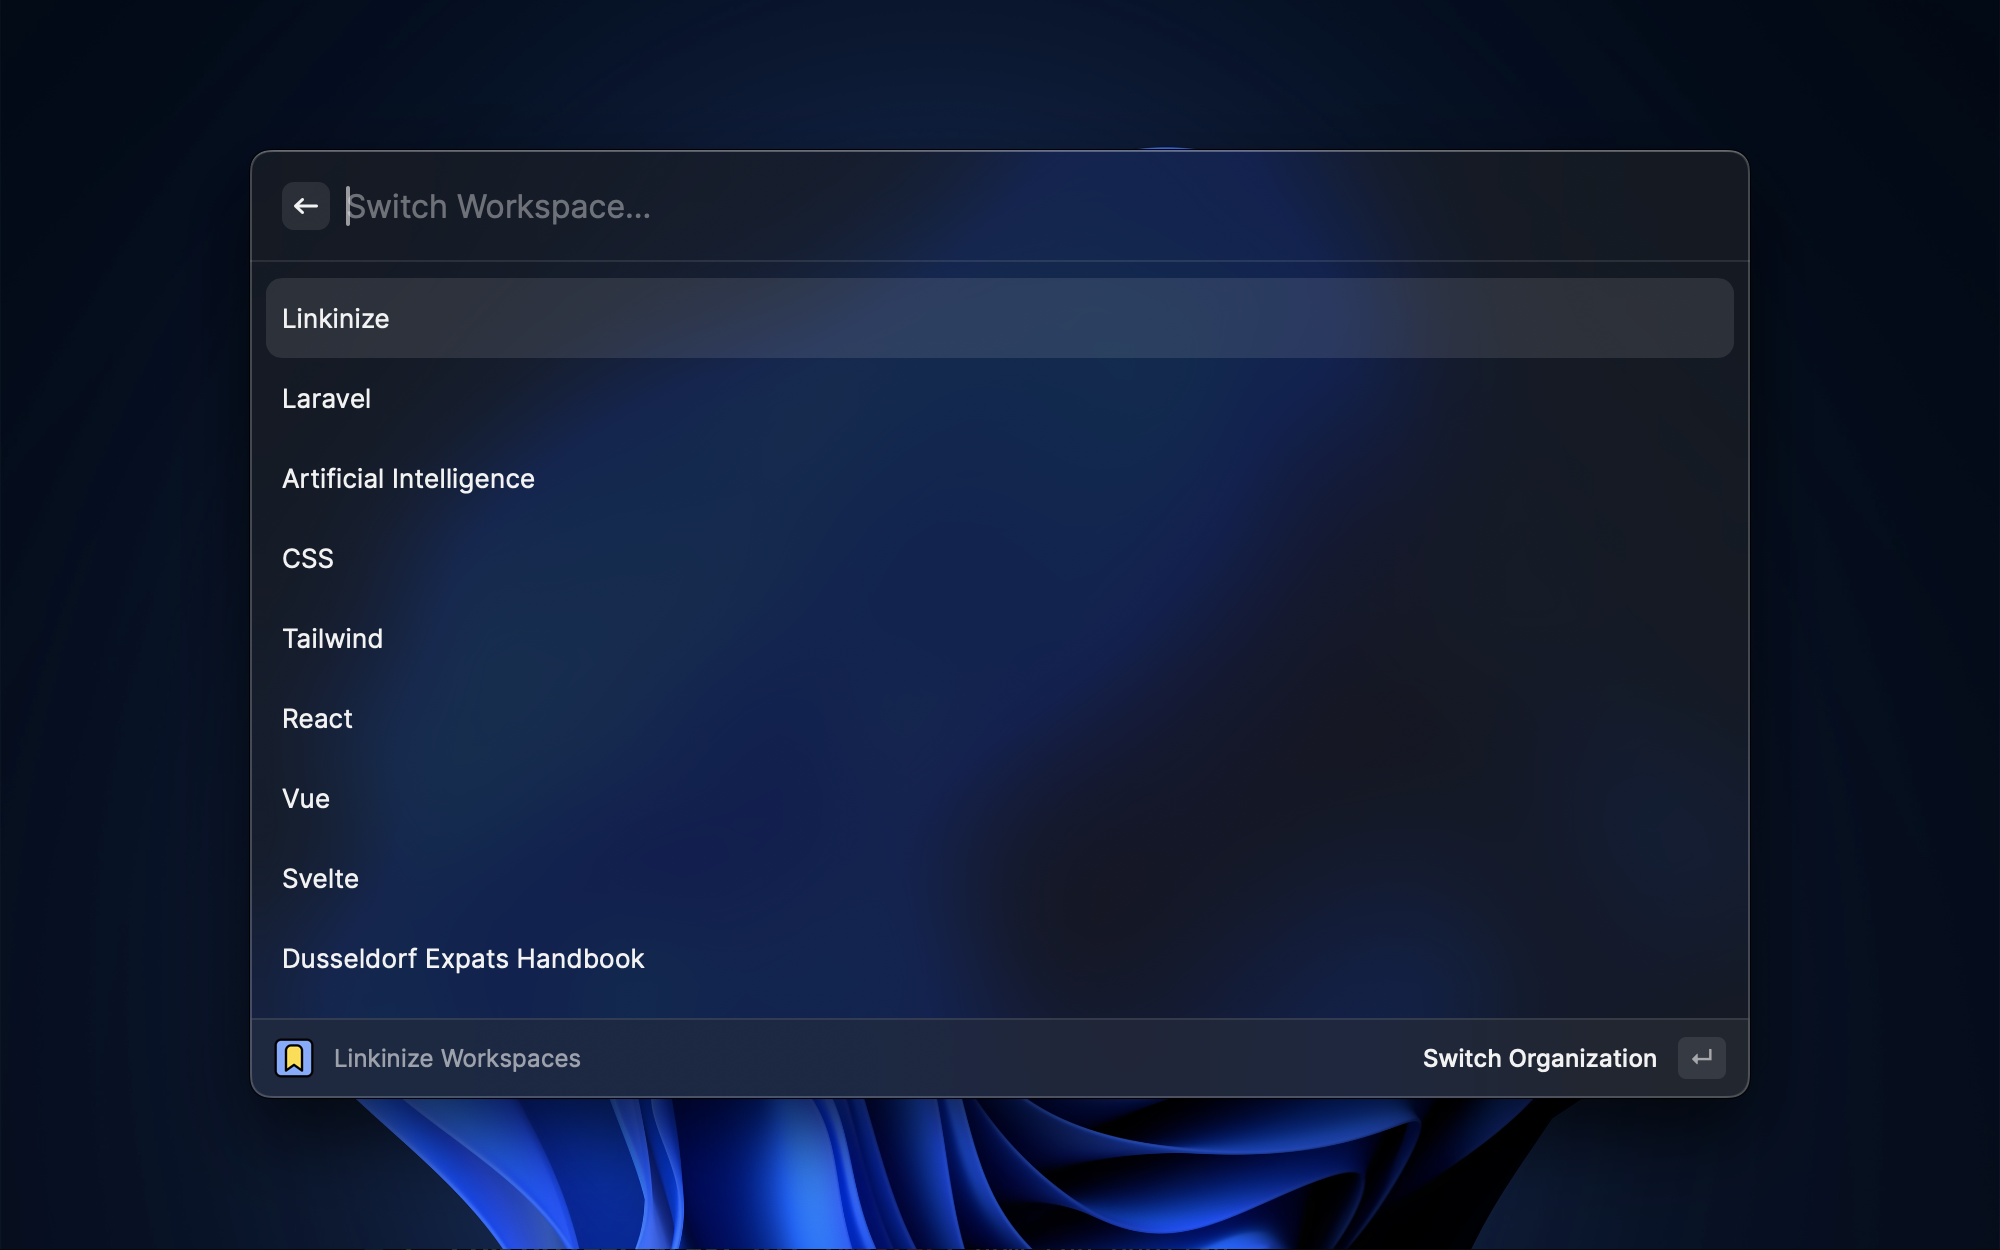 Switch Workspace...
Linkinize
Laravel
Artificial Intelligence
CSS
Tailwind
React
Vue
Svelte
Dusseldorf Expats Handbook
Linkinize Workspaces
Switch Organization